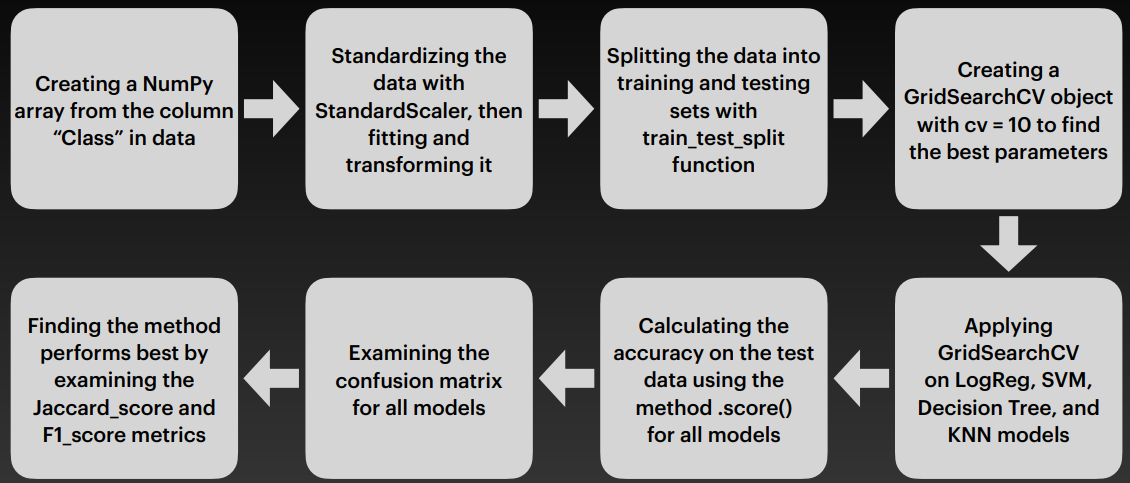 Creating a NumPy
array from the column
“Class” in data
Standardizing the
data with
StandardScaler, then
fitting and
transforming it
Splitting the data into
training and testing
sets with
train_test_split
function
Creating a
GridSearchCV object
with cv = 10 to find
the best parameters
Applying
GridSearchCV
on LogReg, SVM,
Decision Tree, and
KNN models
Calculating the
accuracy on the test
data using the
method .score()
for all models
Examining the
confusion matrix
for all models
Finding the method
performs best by
examining the
Jaccard_score and
F1_score metrics